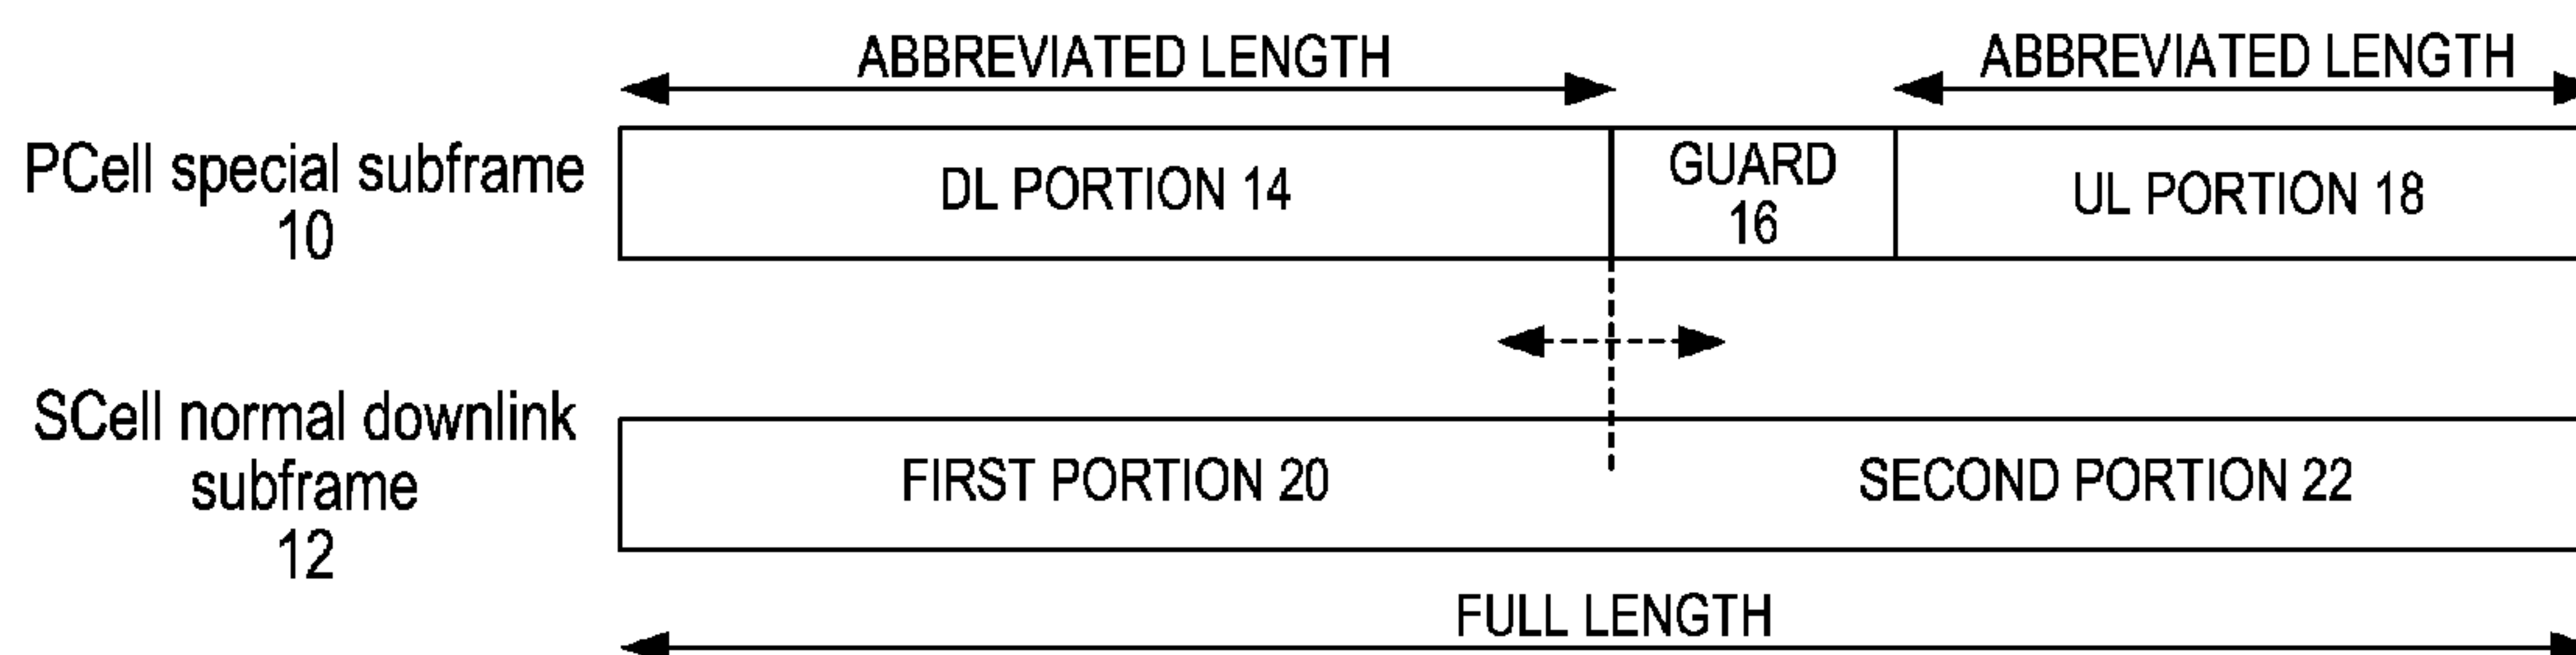 ABBREVIATED LENGTH
ABBREVIATED LENGTH
PCell special subframe
10
DL PORTION 14
GUARD
16
UL PORTION 18
SCell normal downlink
subframe
12
FIRST PORTION 20
SECOND PORTION 22
FULL LENGTH